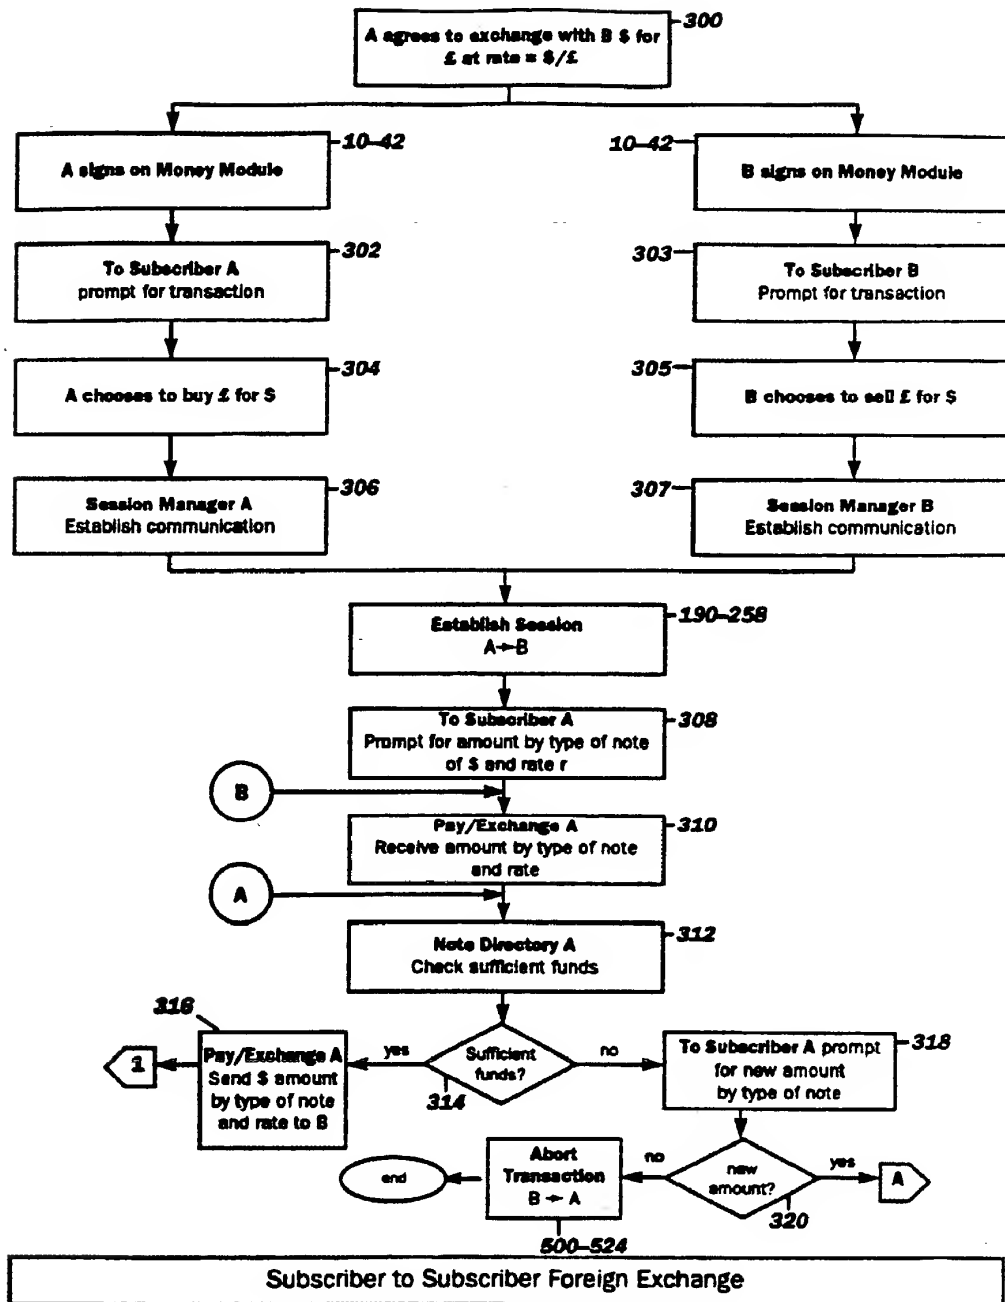 300
A agrees to exchange with B $ for
£ at rate = $/£
10–42
A signs on Money Module
10–42
B signs on Money Module
302
To Subscriber A
prompt for transaction
303
To Subscriber B
Prompt for transaction
304
A chooses to buy £ for $
305
B chooses to sell £ for $
306
Session Manager A
Establish communication
307
Session Manager B
Establish communication
190–258
Establish Session
A→B
308
To Subscriber A
Prompt for amount by type of note
of $ and rate r
B
310
Pay/Exchange A
Receive amount by type of note
and rate
A
312
Note Directory A
Check sufficient funds
316
1
Pay/Exchange A
Send $ amount
by type of note
and rate to B
yes
Sufficient
funds?
314
no
318
To Subscriber A prompt
for new amount
by type of note
end
Abort
Transaction
B → A
500–524
no
new
amount?
320
yes
A
Subscriber to Subscriber Foreign Exchange